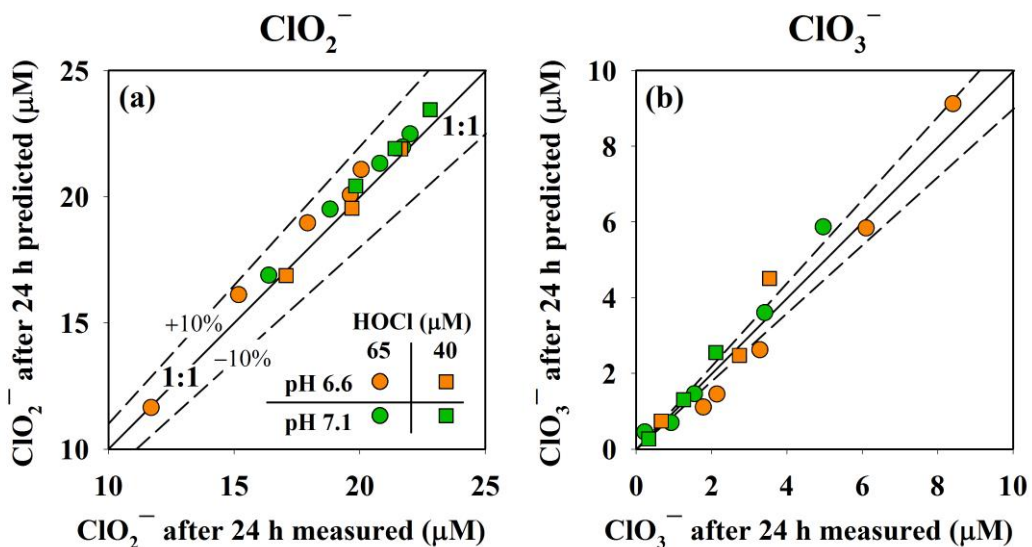 ClO₂⁻
ClO₃⁻
(a)
25
20
15
10
10 15 20 25
1:1
+10%
−10%
1:1
HOCl (μM)
65 40
pH 6.6
pH 7.1
ClO₂⁻ after 24 h predicted (μM)
ClO₂⁻ after 24 h measured (μM)
(b)
10
8
6
4
2
0
0 2 4 6 8 10
ClO₃⁻ after 24 h predicted (μM)
ClO₃⁻ after 24 h measured (μM)